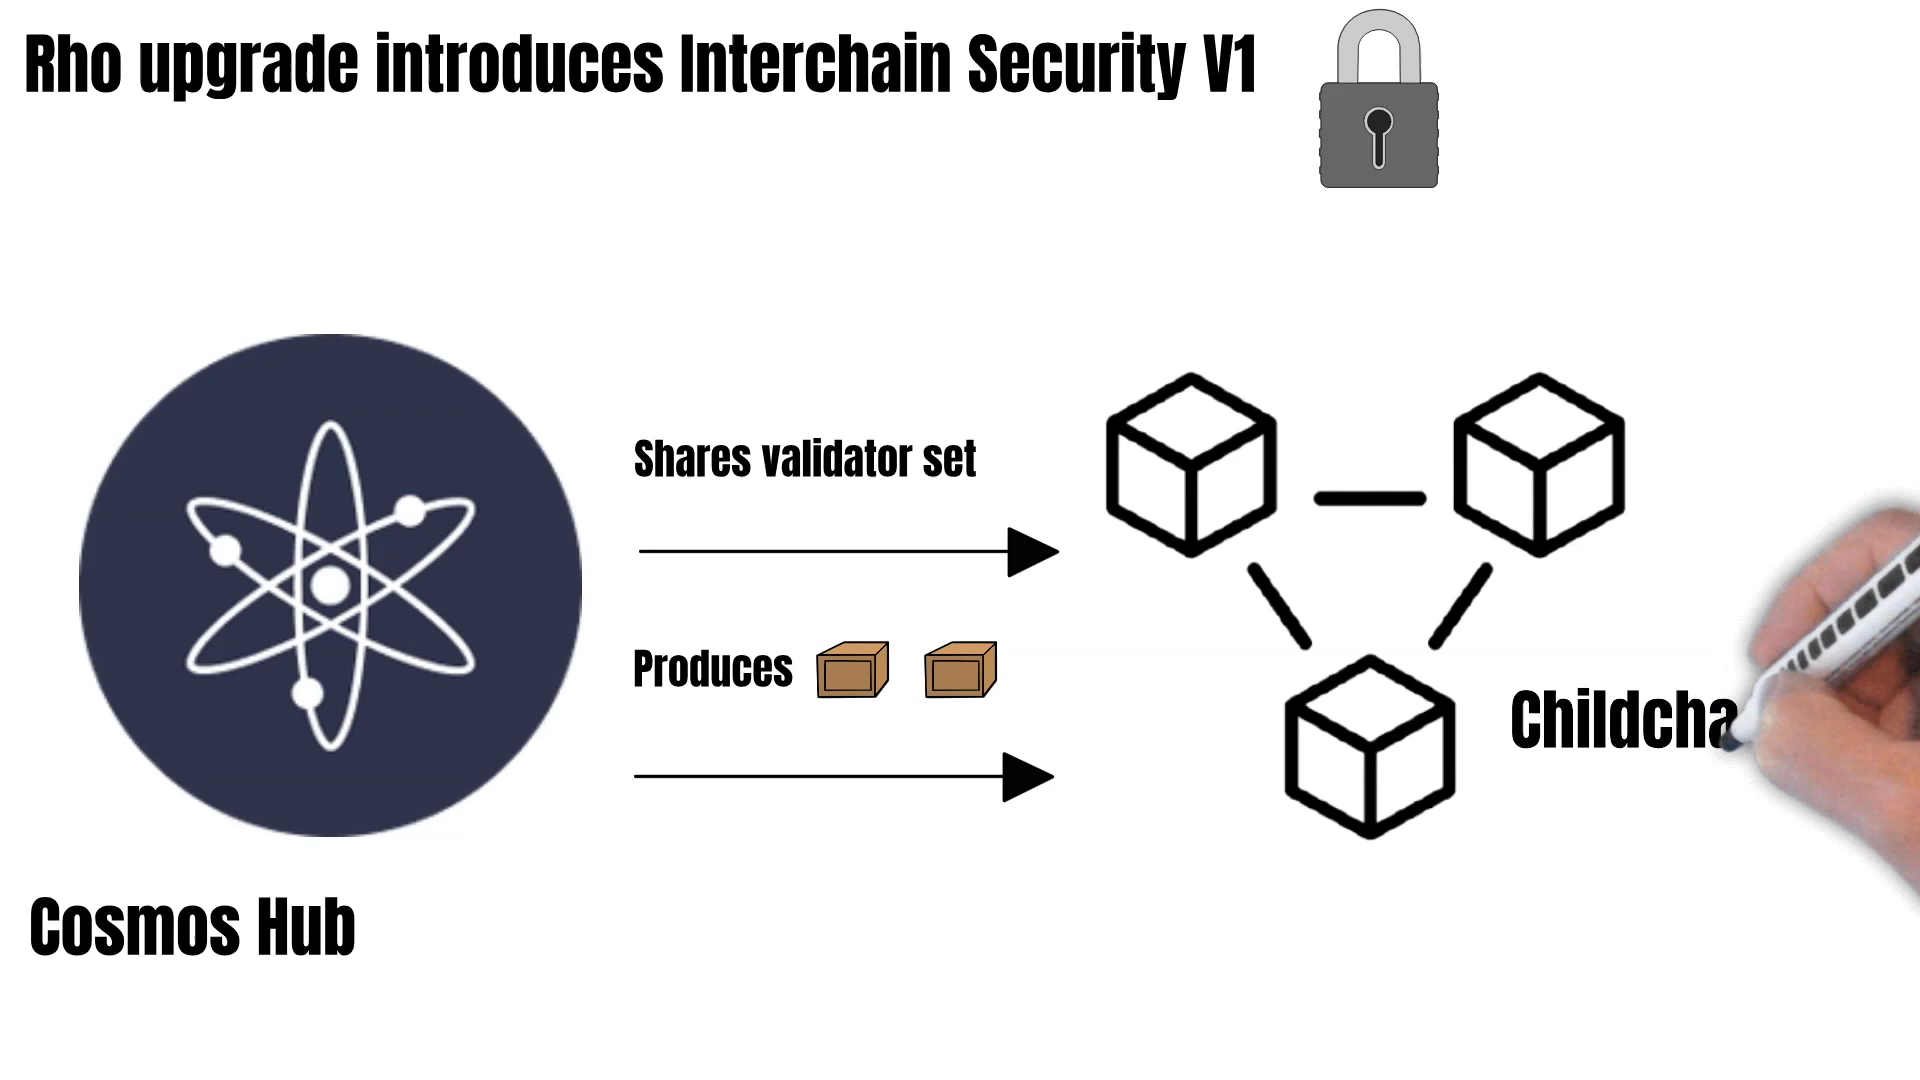 Rho upgrade introduces Interchain Security V1
Shares validator set
Produces
Childcha
Cosmos Hub